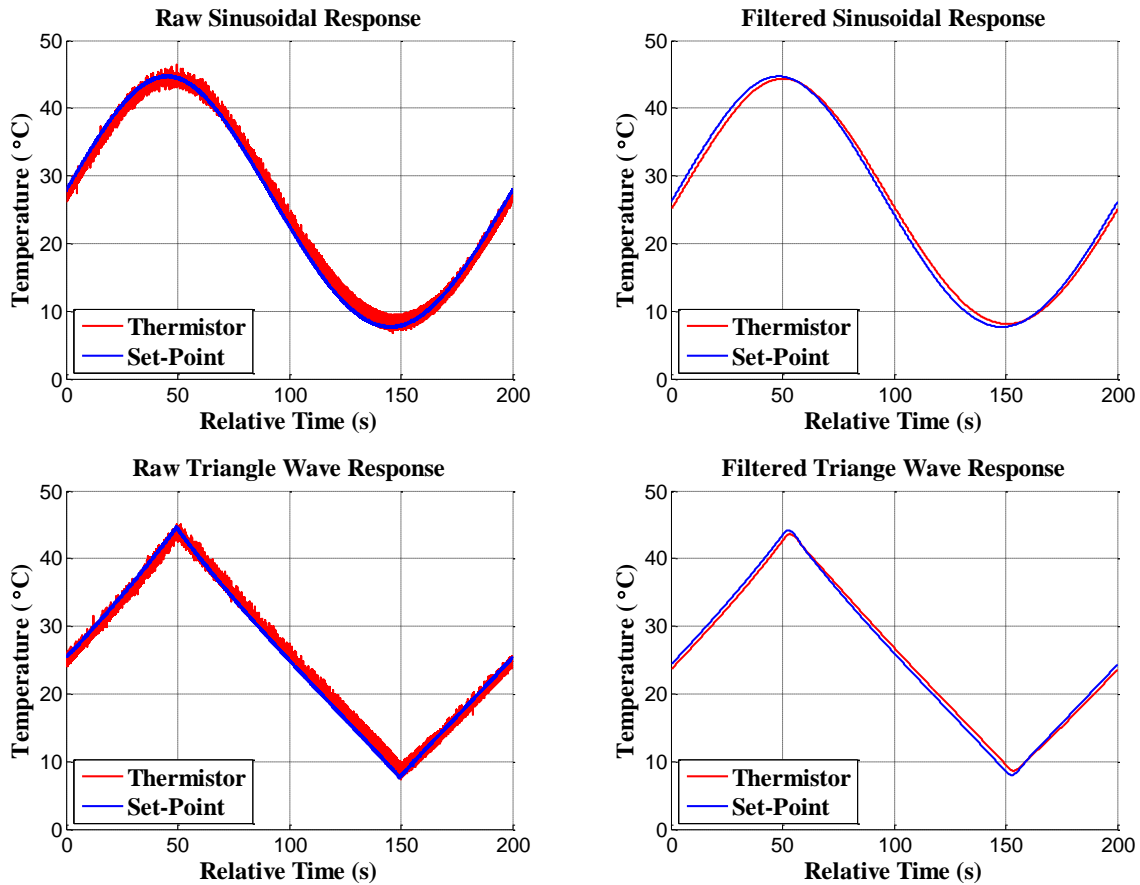 Raw Sinusoidal Response
Temperature ( °C)
50
40
30
20
10
0
Thermistor
Set-Point
0 50 100 150 200
Relative Time (s)
Filtered Sinusoidal Response
Temperature ( °C)
50
40
30
20
10
0
Thermistor
Set-Point
0 50 100 150 200
Relative Time (s)
Raw Triangle Wave Response
Temperature ( °C)
50
40
30
20
10
0
Thermistor
Set-Point
0 50 100 150 200
Relative Time (s)
Filtered Triange Wave Response
Temperature ( °C)
50
40
30
20
10
0
Thermistor
Set-Point
0 50 100 150 200
Relative Time (s)